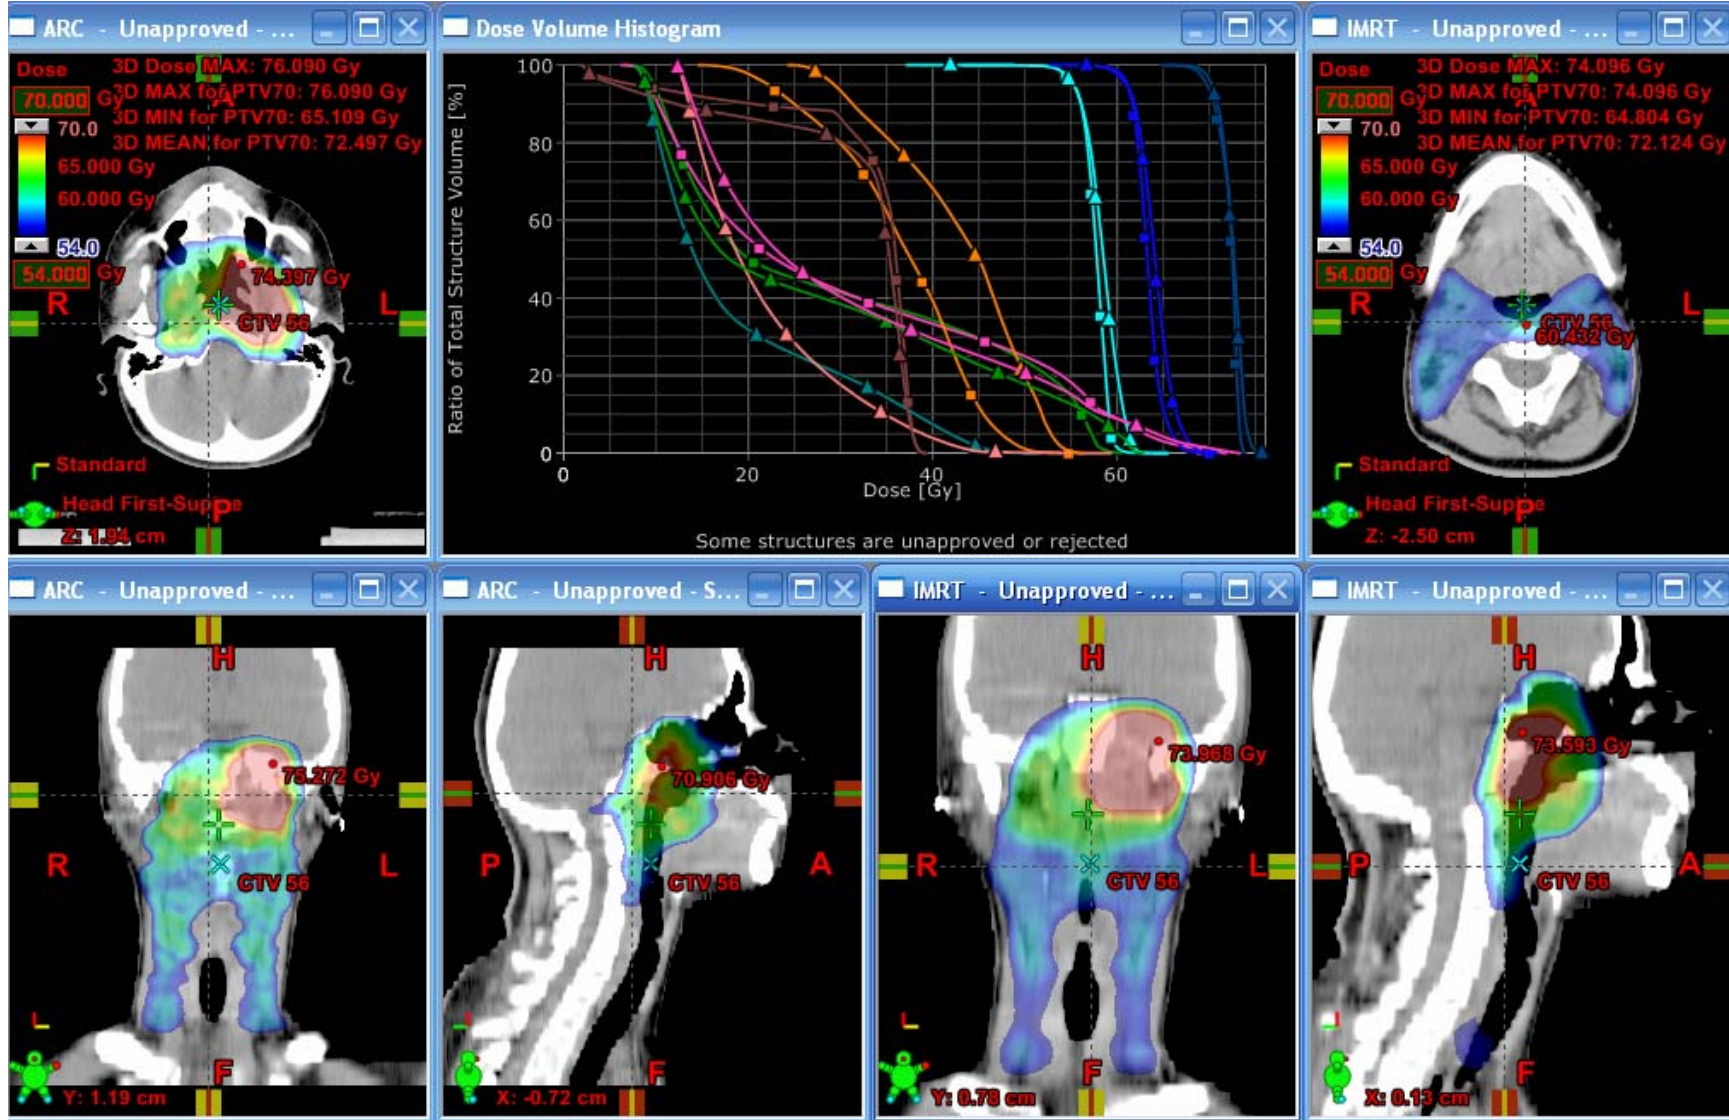 ARC - Unapproved - ...
Dose
70.000 Gy
70.0
65.000 Gy
60.000 Gy
54.0
54.000 Gy
3D Dose MAX: 76.090 Gy
3D MAX for PTV70: 76.090 Gy
3D MIN for PTV70: 65.109 Gy
3D MEAN for PTV70: 72.497 Gy
A
74.397 Gy
R
L
CTV 56
Standard
Head First-Supine
P
Z: 1.94 cm
Dose Volume Histogram
Ratio of Total Structure Volume [%]
100
80
60
40
20
0
0 20 40 60
Dose [Gy]
Some structures are unapproved or rejected
IMRT - Unapproved - ...
Dose
70.000 Gy
70.0
65.000 Gy
60.000 Gy
54.0
54.000 Gy
3D Dose MAX: 74.096 Gy
3D MAX for PTV70: 74.096 Gy
3D MIN for PTV70: 64.804 Gy
3D MEAN for PTV70: 72.124 Gy
A
R
L
CTV 56
60.432 Gy
Standard
Head First-Supine
P
Z: -2.50 cm
ARC - Unapproved - ...
H
75.272 Gy
R
L
CTV 56
F
L
Y: 1.19 cm
ARC - Unapproved - S...
H
70.906 Gy
P
A
CTV 56
F
X: -0.72 cm
IMRT - Unapproved - ...
H
73.968 Gy
R
L
CTV 56
F
L
Y: 0.78 cm
IMRT - Unapproved - ...
H
73.593 Gy
P
A
CTV 56
F
X: 0.13 cm